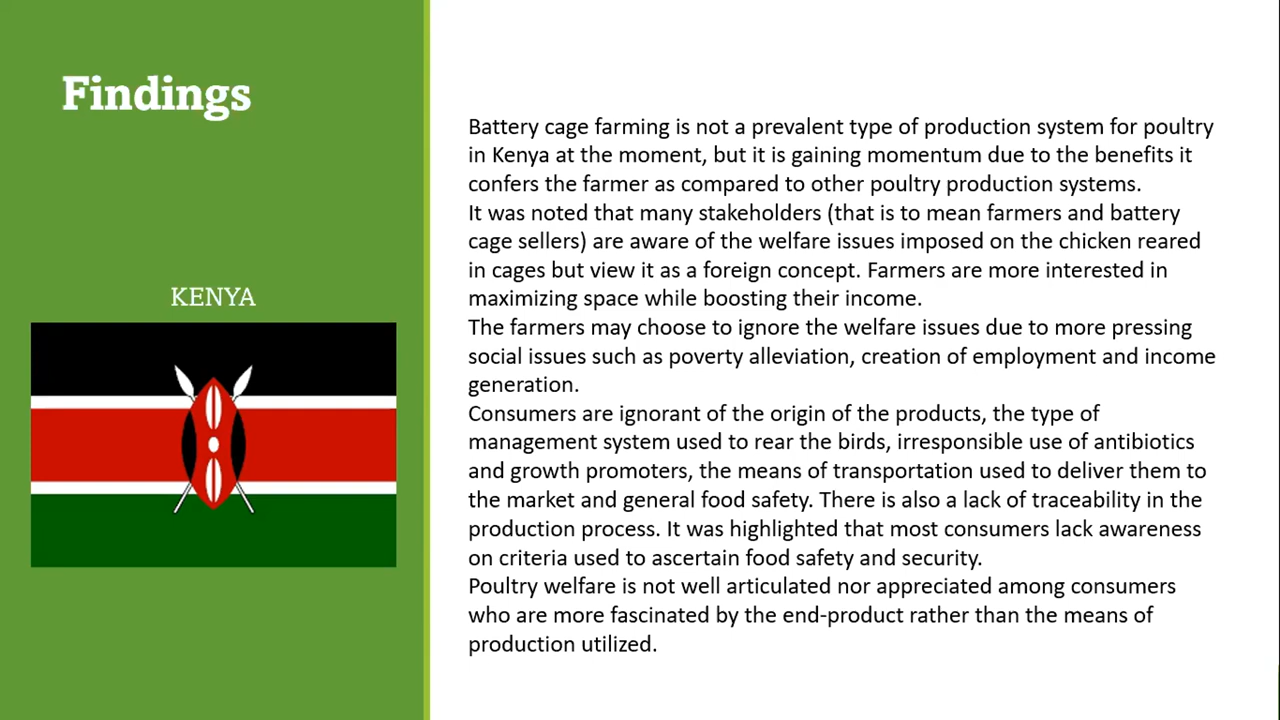 Findings
KENYA
Battery cage farming is not a prevalent type of production system for poultry
in Kenya at the moment, but it is gaining momentum due to the benefits it
confers the farmer as compared to other poultry production systems.
It was noted that many stakeholders (that is to mean farmers and battery
cage sellers) are aware of the welfare issues imposed on the chicken reared
in cages but view it as a foreign concept. Farmers are more interested in
maximizing space while boosting their income.
The farmers may choose to ignore the welfare issues due to more pressing
social issues such as poverty alleviation, creation of employment and income
generation.
Consumers are ignorant of the origin of the products, the type of
management system used to rear the birds, irresponsible use of antibiotics
and growth promoters, the means of transportation used to deliver them to
the market and general food safety. There is also a lack of traceability in the
production process. It was highlighted that most consumers lack awareness
on criteria used to ascertain food safety and security.
Poultry welfare is not well articulated nor appreciated among consumers
who are more fascinated by the end-product rather than the means of
production utilized.